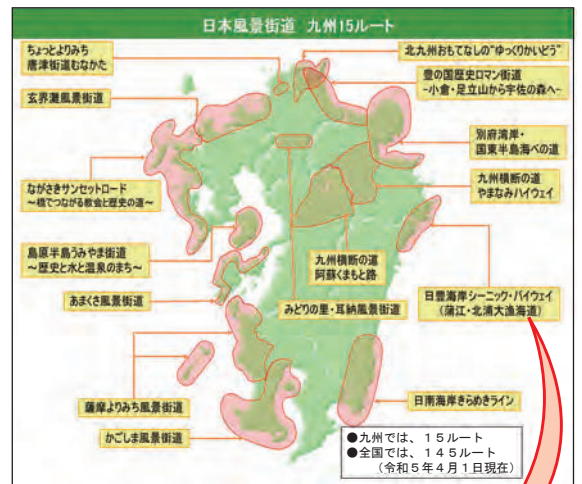 日本風景街道 九州15ルート
ちょっとよりみち
唐津街道むなかた
玄界灘風景街道
ながさきサンセットロード
～橋でつながる教会と歴史の道～
島原半島うみやま街道
～歴史と水と温泉のまち～
あまくさ風景街道
薩摩よりみち風景街道
かごしま風景街道
北九州おもてなしの"ゆっくりかいどう"
豊の国歴史ロマン街道
~小倉・足立山から宇佐の森へ~
別府湾岸・
国東半島海べの道
九州横断の道
やまなみハイウェイ
九州横断の道
阿蘇くまもと路
みどりの里・耳納風景街道
日豊海岸シーニック・バイウェイ
(蒲江・北浦大漁海道)
日南海岸きらめきライン
●九州では、15ルート
●全国では、145ルート
（令和5年4月1日現在）